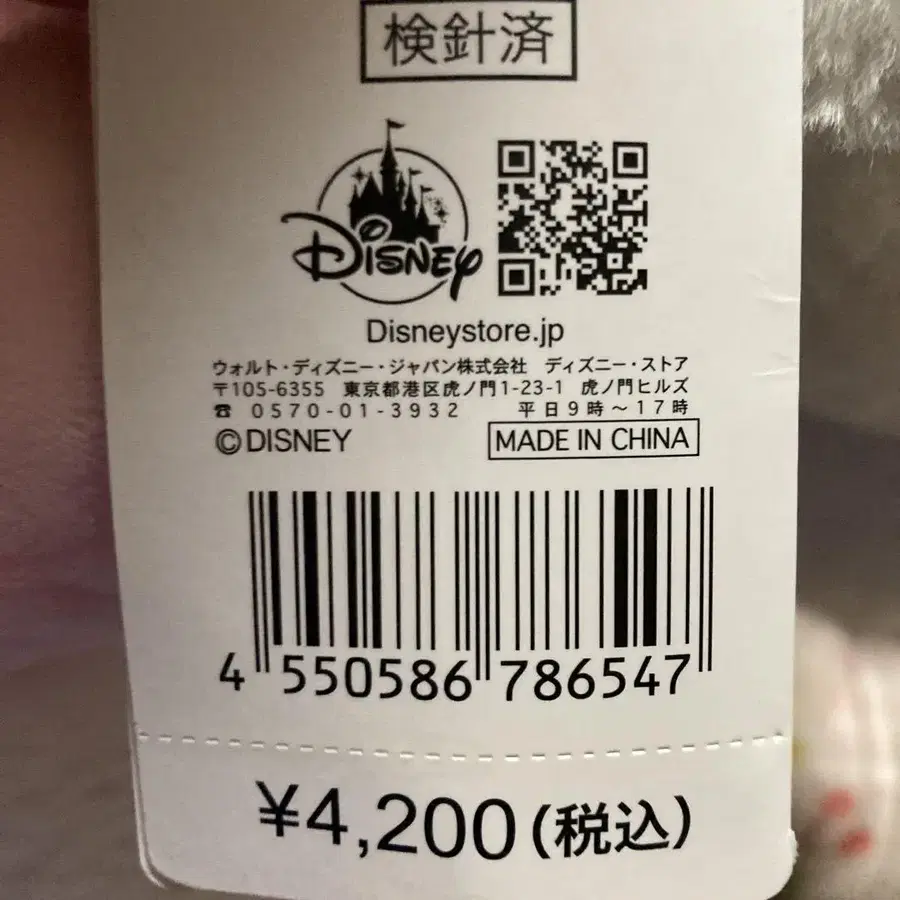 検針済
Disney
Disneystore.jp
ウォルト・ディズニー・ジャパン株式会社 ディズニー・ストア
〒105-6355 東京都港区虎ノ門1-23-1 虎ノ門ヒルズ
☎ 0570-01-3932 平日9時～17時
©DISNEY MADE IN CHINA
4 550586 786547
¥4,200(税込)